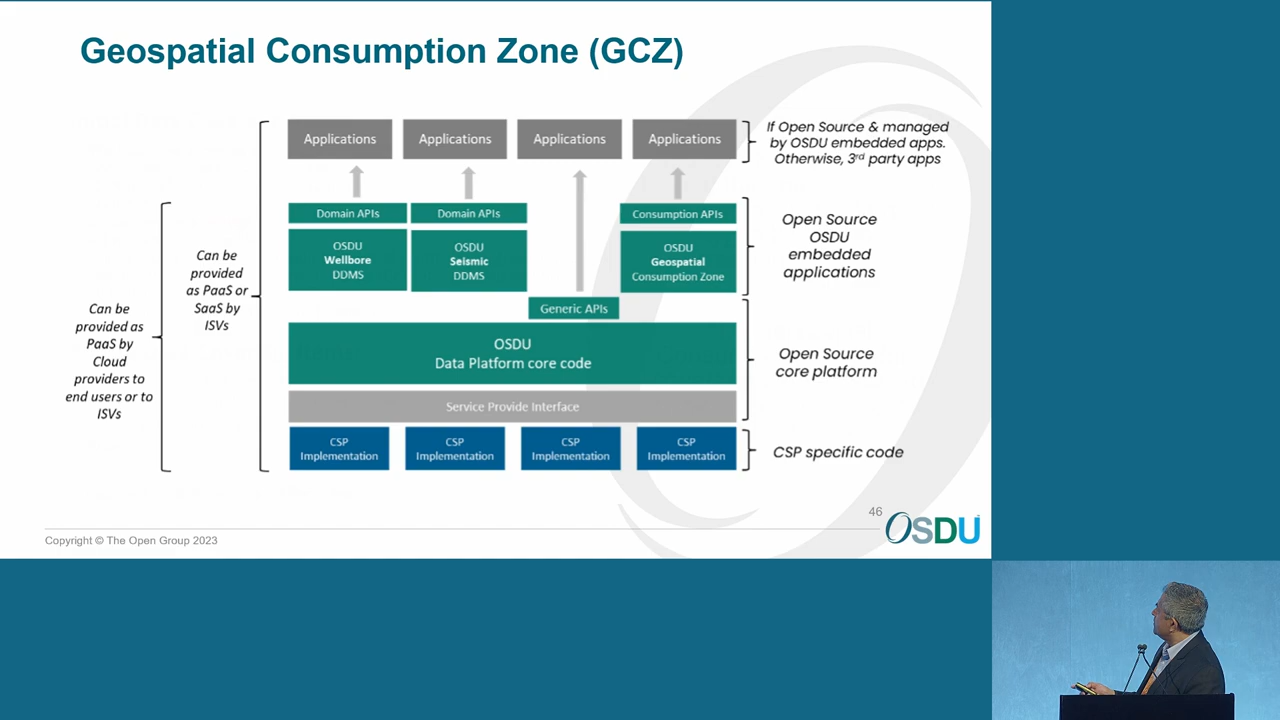 Geospatial Consumption Zone (GCZ)
Applications
Applications
Applications
Applications
If Open Source & managed
by OSDU embedded apps.
Otherwise, 3rd party apps
Domain APIs
Domain APIs
Consumption APIs
OSDU
Wellbore
DDMS
OSDU
Seismic
DDMS
OSDU
Geospatial
Consumption Zone
Open Source
OSDU
embedded
applications
Can be
provided
as PaaS or
SaaS by
ISVs
Can be
provided as
PaaS by
Cloud
providers to
end users or to
ISVs
Generic APIs
OSDU
Data Platform core code
Open Source
core platform
Service Provide Interface
CSP
Implementation
CSP
Implementation
CSP
Implementation
CSP
Implementation
CSP specific code
46
OSDU
Copyright © The Open Group 2023